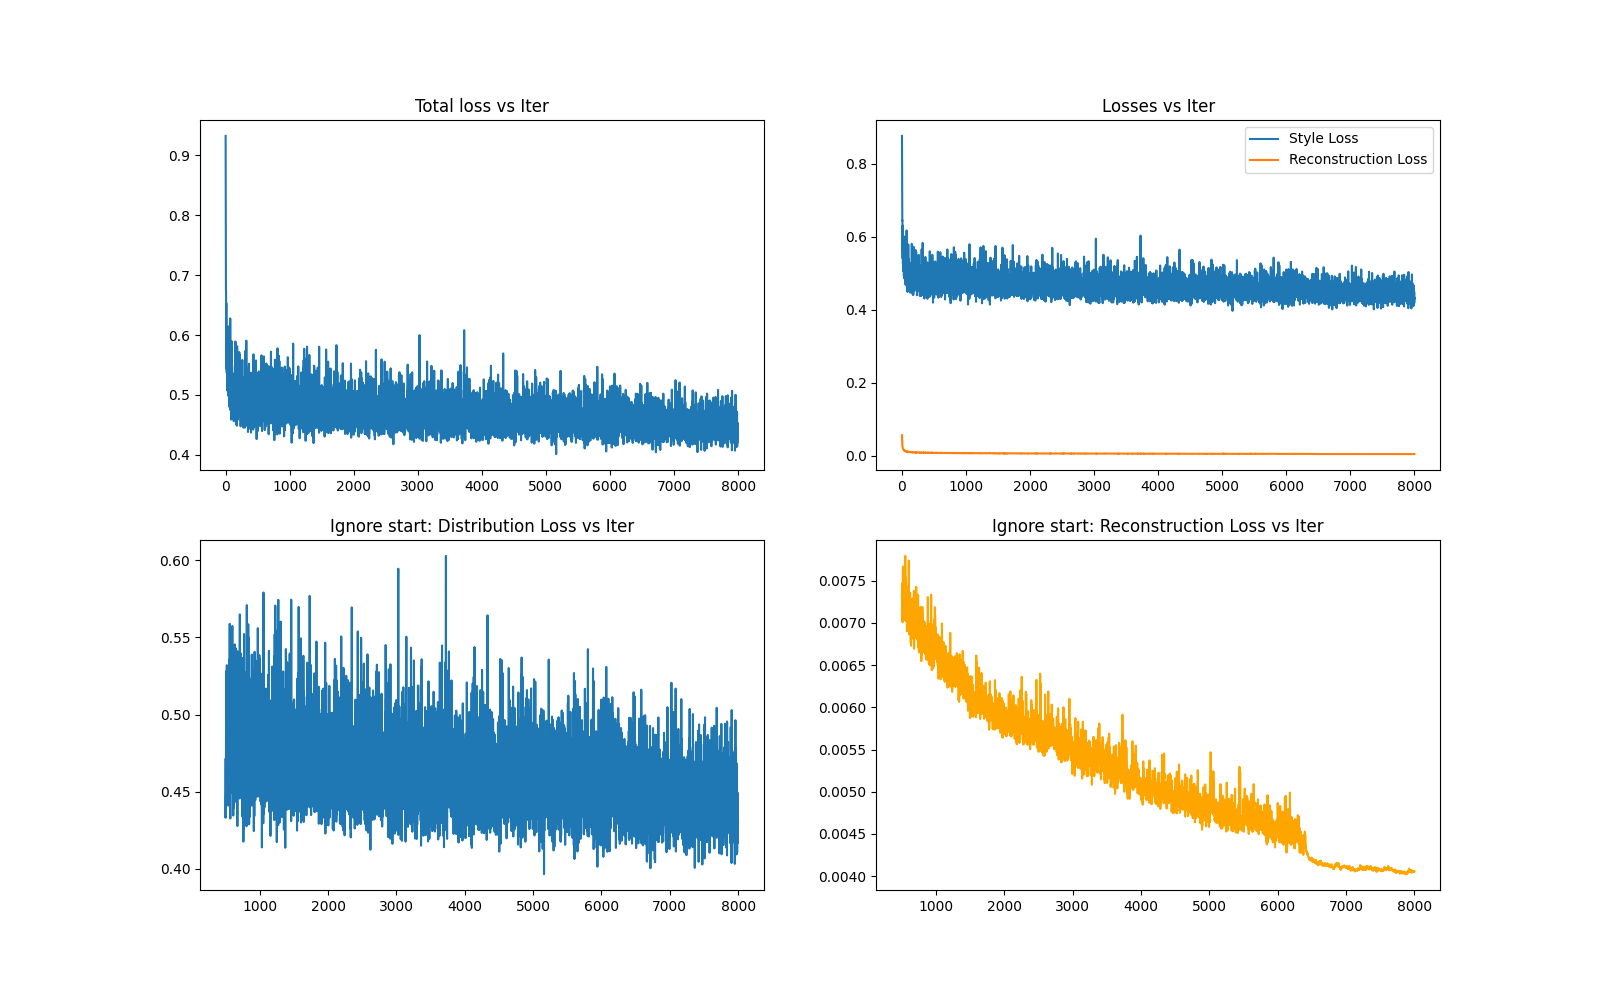 Total loss vs Iter
0.9
0.8
0.7
0.6
0.5
0.4
0 1000 2000 3000 4000 5000 6000 7000 8000
Losses vs Iter
Style Loss
Reconstruction Loss
0.8
0.6
0.4
0.2
0.0
0 1000 2000 3000 4000 5000 6000 7000 8000
Ignore start: Distribution Loss vs Iter
0.60
0.55
0.50
0.45
0.40
1000 2000 3000 4000 5000 6000 7000 8000
Ignore start: Reconstruction Loss vs Iter
0.0075
0.0070
0.0065
0.0060
0.0055
0.0050
0.0045
0.0040
1000 2000 3000 4000 5000 6000 7000 8000